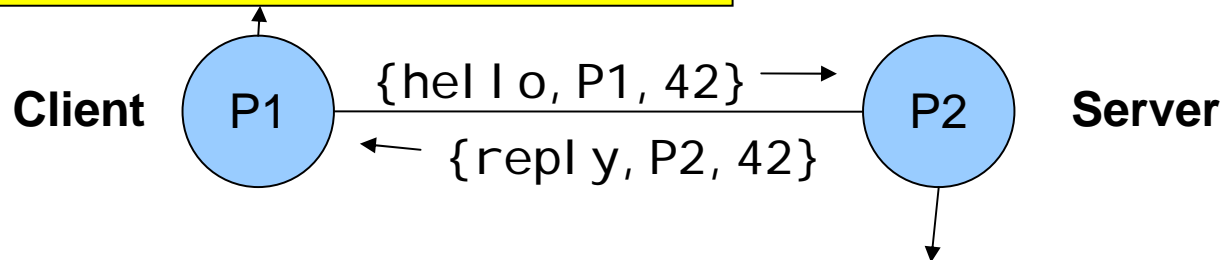 {hello, P1, 42}
Client P1 P2 Server
{reply, P2, 42}